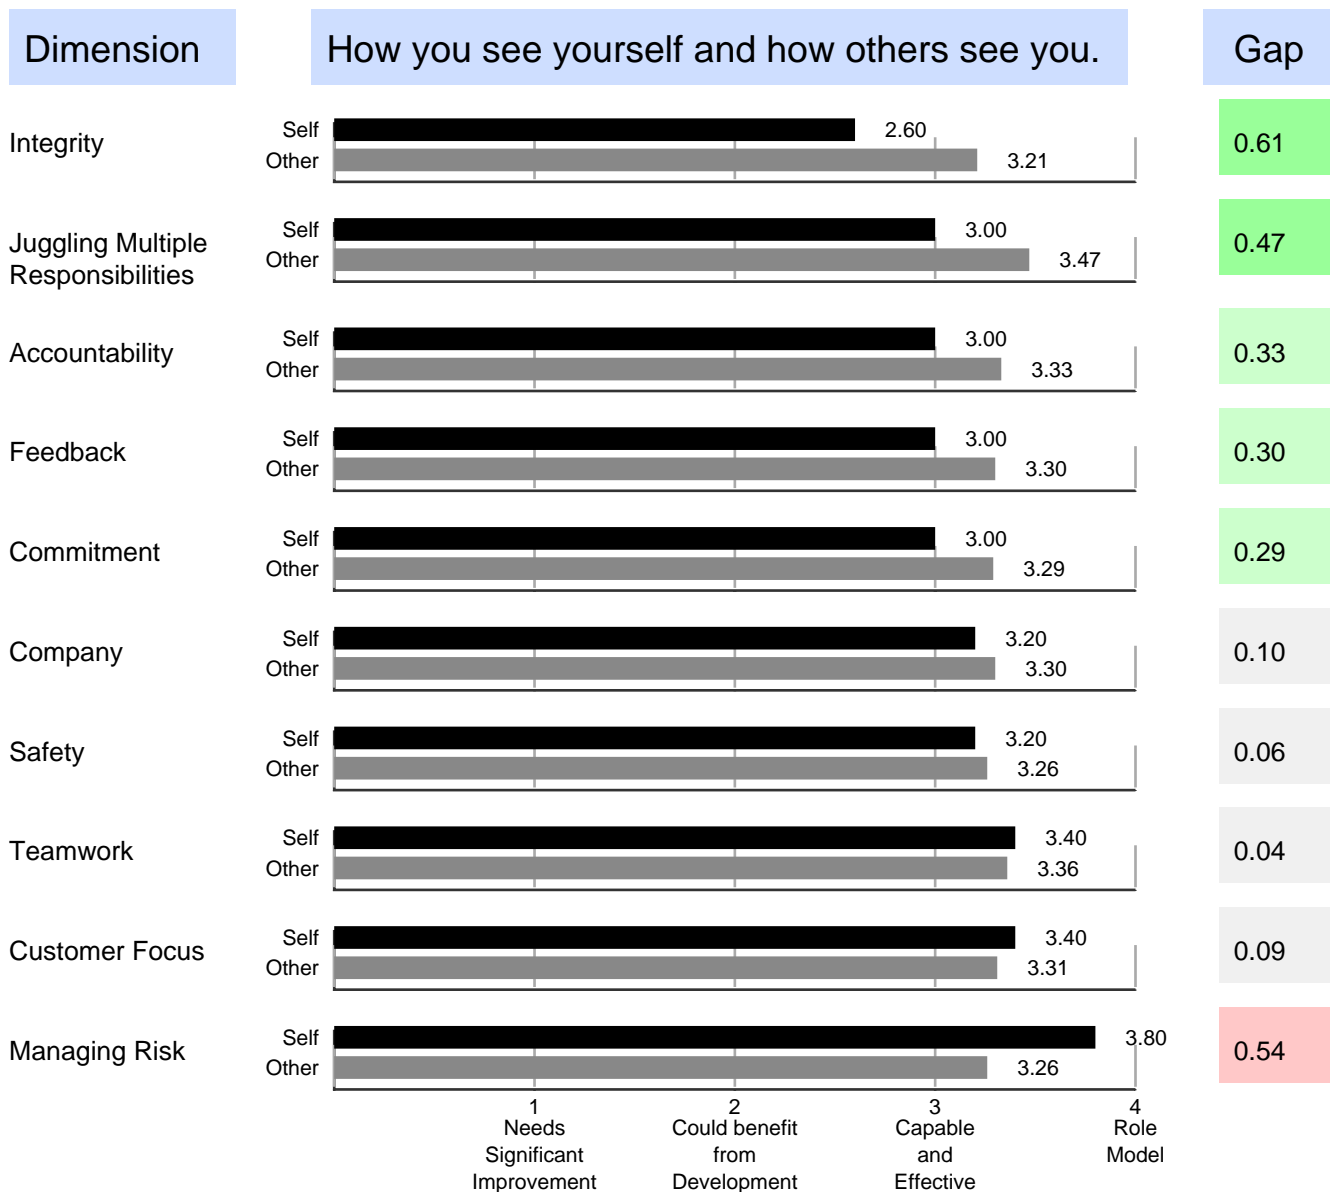 Dimension How you see yourself and how others see you. Gap
Integrity
Self 2.60
Other 3.21
0.61
Juggling Multiple
Responsibilities
Self 3.00
Other 3.47
0.47
Accountability
Self 3.00
Other 3.33
0.33
Feedback
Self 3.00
Other 3.30
0.30
Commitment
Self 3.00
Other 3.29
0.29
Company
Self 3.20
Other 3.30
0.10
Safety
Self 3.20
Other 3.26
0.06
Teamwork
Self 3.40
Other 3.36
0.04
Customer Focus
Self 3.40
Other 3.31
0.09
Managing Risk
Self 3.80
Other 3.26
0.54
1 2 3 4
Needs Could benefit Capable Role
Significant from and Model
Improvement Development Effective